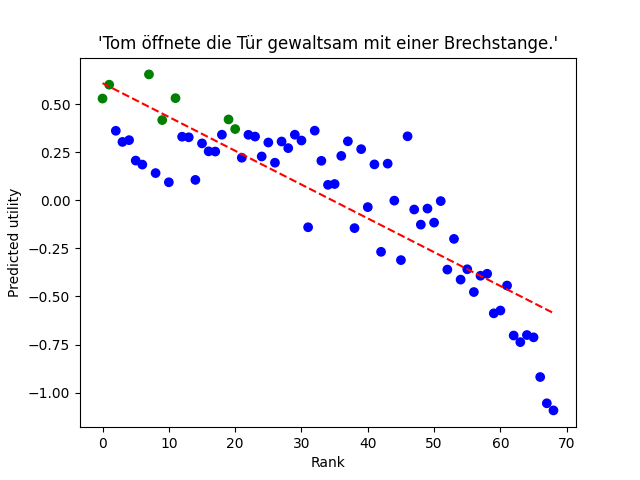 'Tom öffnete die Tür gewaltsam mit einer Brechstange.'
Predicted utility
0.50
0.25
0.00
−0.25
−0.50
−0.75
−1.00
0 10 20 30 40 50 60 70
Rank